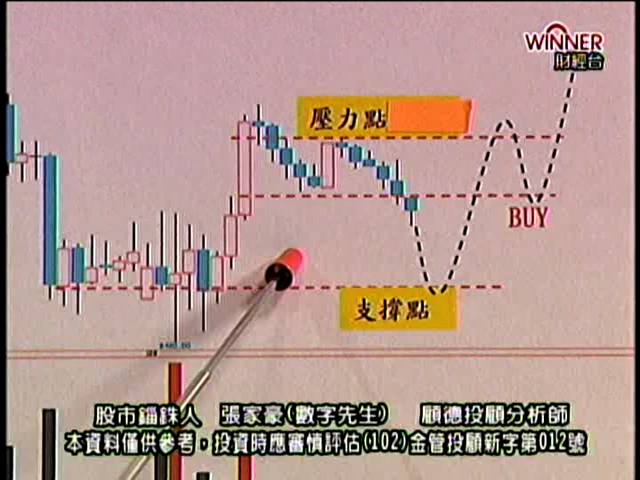 WINNER
財經台
壓力點
BUY
支撐點
股市錙銖人 張家豪(數字先生) 顧德投顧分析師
本資料僅供參考，投資時應審慎評估(102)金管投顧新字第012號